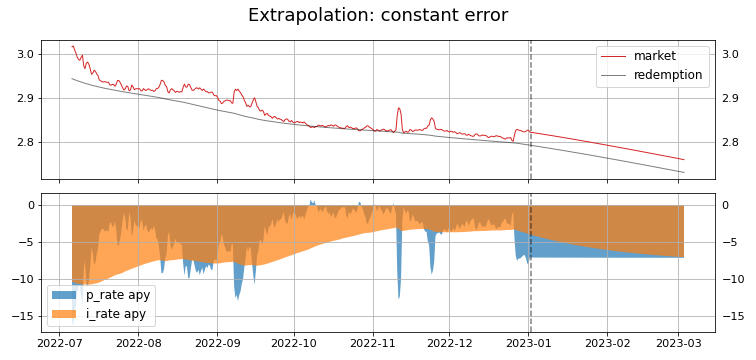 Extrapolation: constant error
3.0 3.0
2.9 2.9
2.8 2.8
market
redemption
0 0
−5 −5
−10 −10
−15 −15
p_rate apy
i_rate apy
2022-07 2022-08 2022-09 2022-10 2022-11 2022-12 2023-01 2023-02 2023-03